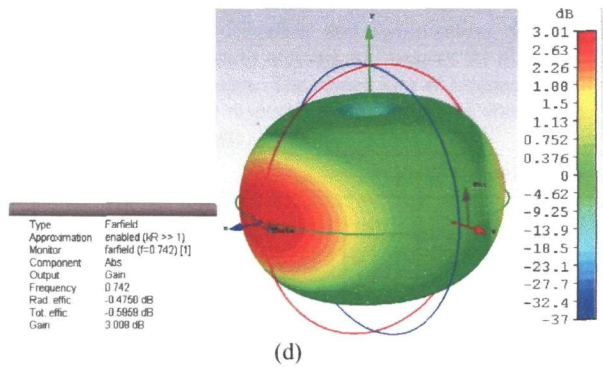 dB
3.01
2.63
2.26
1.88
1.5
1.13
0.752
0.376
0
-4.62
-9.25
-13.9
-18.5
-23.1
-27.7
-32.4
-37
Type Farfield
Approximation enabled (kR >> 1)
Monitor farfield (f=0.742) [1]
Component Abs
Output Gain
Frequency 0.742
Rad. effic -0.4750 dB
Tot. effic -0.5859 dB
Gain 3.008 dB
(d)